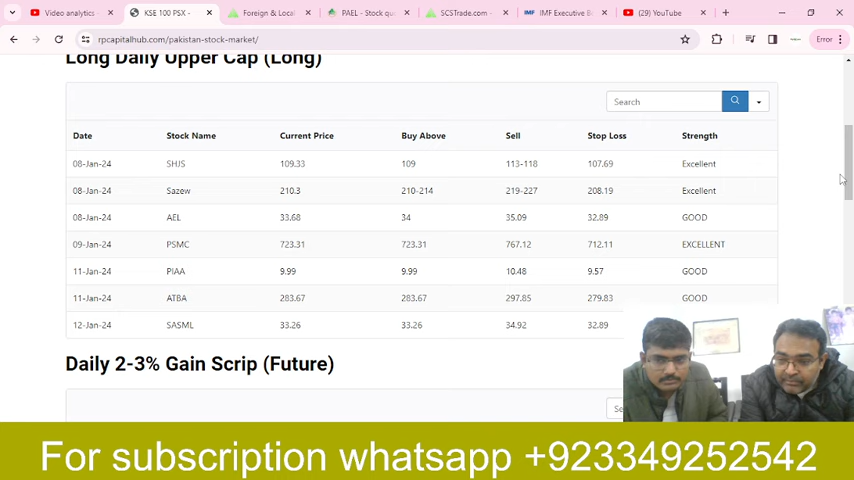 Video analytics -
KSE 100 PSX -
Foreign & Local
PAEL - Stock qu
SCSTrade.com -
IMF IMF Executive Bo
(29) YouTube
rpcapitalhub.com/pakistan-stock-market/
Error
Long Daily Upper Cap (Long)
Search
Date Stock Name Current Price Buy Above Sell Stop Loss Strength
08-Jan-24 SHJS 109.33 109 113-118 107.69 Excellent
08-Jan-24 Sazew 210.3 210-214 219-227 208.19 Excellent
08-Jan-24 AEL 33.68 34 35.09 32.89 GOOD
09-Jan-24 PSMC 723.31 723.31 767.12 712.11 EXCELLENT
11-Jan-24 PIAA 9.99 9.99 10.48 9.57 GOOD
11-Jan-24 ATBA 283.67 283.67 297.85 279.83 GOOD
12-Jan-24 SASML 33.26 33.26 34.92 32.89
Daily 2-3% Gain Scrip (Future)
Se
For subscription whatsapp +923349252542